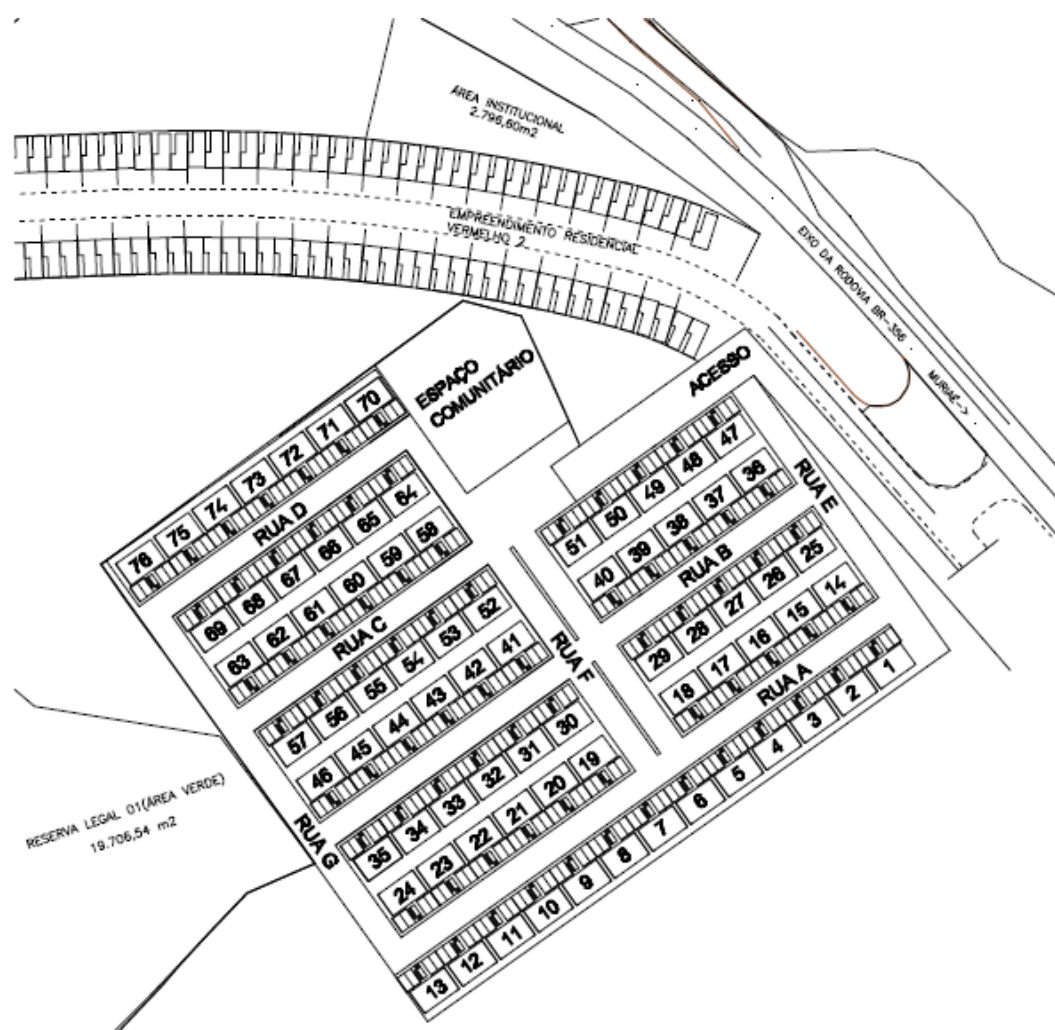 ÁREA INSTITUCIONAL
2.796,60m2
EMPREENDIMENTO RESIDENCIAL
VERMELHO 2
EIXO DA RODOVIA BR-356
MURIAÉ->
ESPAÇO
COMUNITÁRIO
ACESSO
76 75 74 73 72 71 70
RUA D
69 68 67 66 65 64
63 62 61 60 59 58
RUA C
57 56 55 54 53 52
46 45 44 43 42 41
35 34 33 32 31 30
24 23 22 21 20 19
51 50 49 48 47
40 39 38 37 36
RUA B
RUA E
29 28 27 26 25
18 17 16 15 14
RUA A
RUA F
RUA G
13 12 11 10 9 8 7 6 5 4 3 2 1
RESERVA LEGAL 01(ÁREA VERDE)
19.706,54 m2